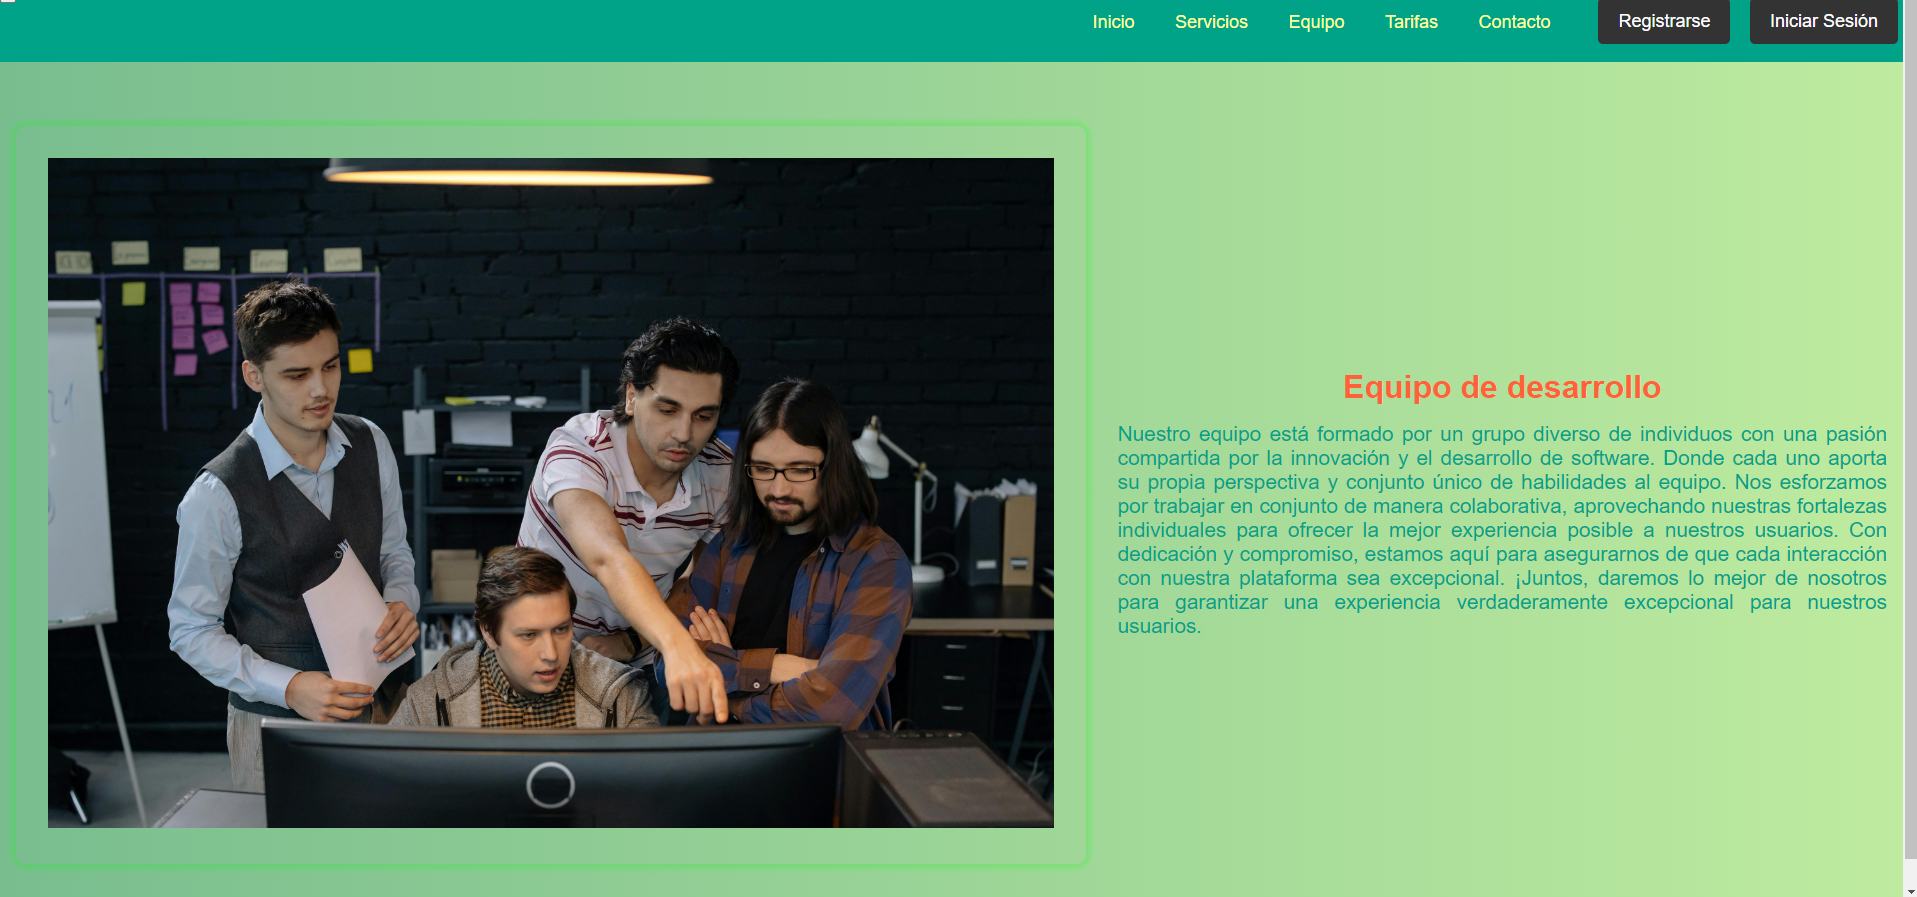 Inicio Servicios Equipo Tarifas Contacto Registrarse Iniciar Sesión
Equipo de desarrollo
Nuestro equipo está formado por un grupo diverso de individuos con una pasión
compartida por la innovación y el desarrollo de software. Donde cada uno aporta
su propia perspectiva y conjunto único de habilidades al equipo. Nos esforzamos
por trabajar en conjunto de manera colaborativa, aprovechando nuestras fortalezas
individuales para ofrecer la mejor experiencia posible a nuestros usuarios. Con
dedicación y compromiso, estamos aquí para asegurarnos de que cada interacción
con nuestra plataforma sea excepcional. ¡Juntos, daremos lo mejor de nosotros
para garantizar una experiencia verdaderamente excepcional para nuestros
usuarios.